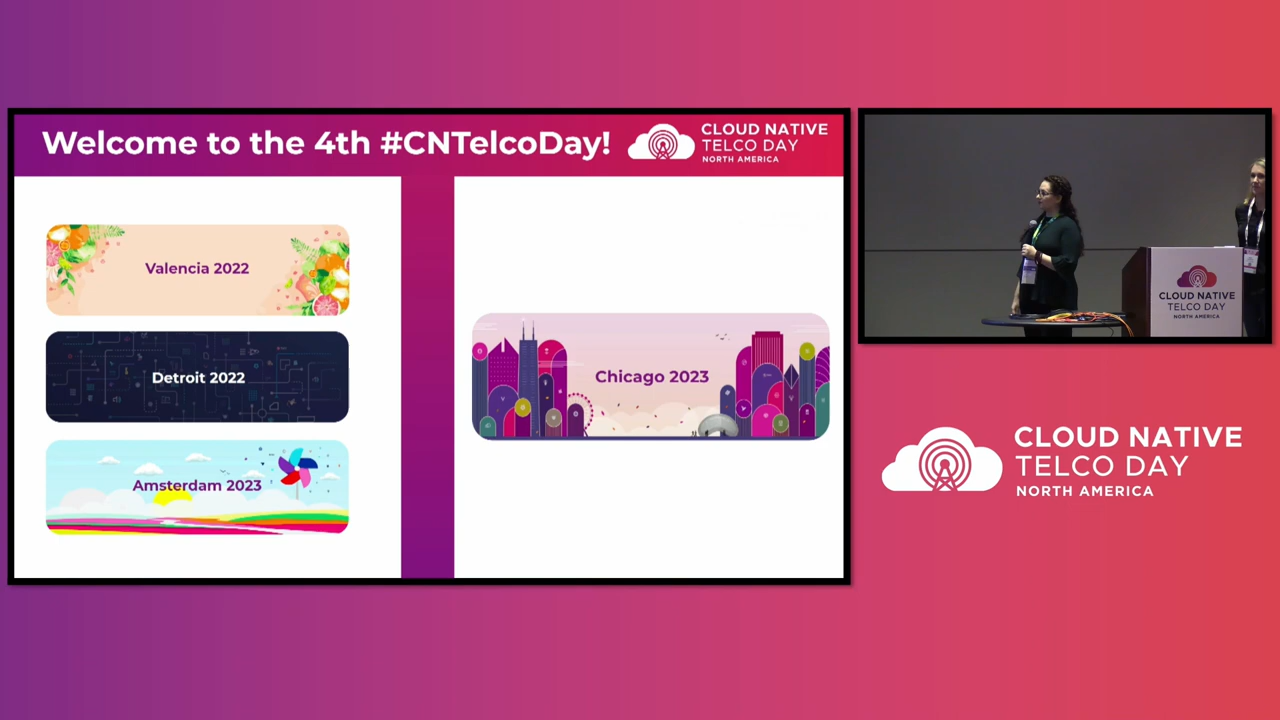 Welcome to the 4th #CNTelcoDay!
CLOUD NATIVE
TELCO DAY
NORTH AMERICA
Valencia 2022
Detroit 2022
Amsterdam 2023
Chicago 2023
CLOUD NATIVE
TELCO DAY
NORTH AMERICA
CLOUD NATIVE
TELCO DAY
NORTH AMERICA